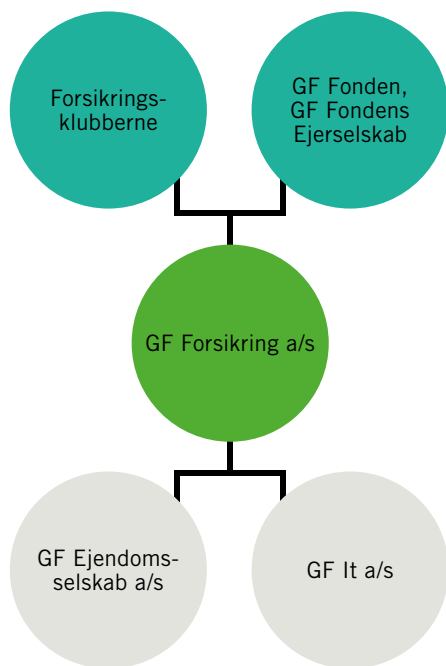 Forsikrings-
klubberne
GF Fonden,
GF Fondens
Ejerselskab
GF Forsikring a/s
GF Ejendoms-
selskab a/s
GF It a/s